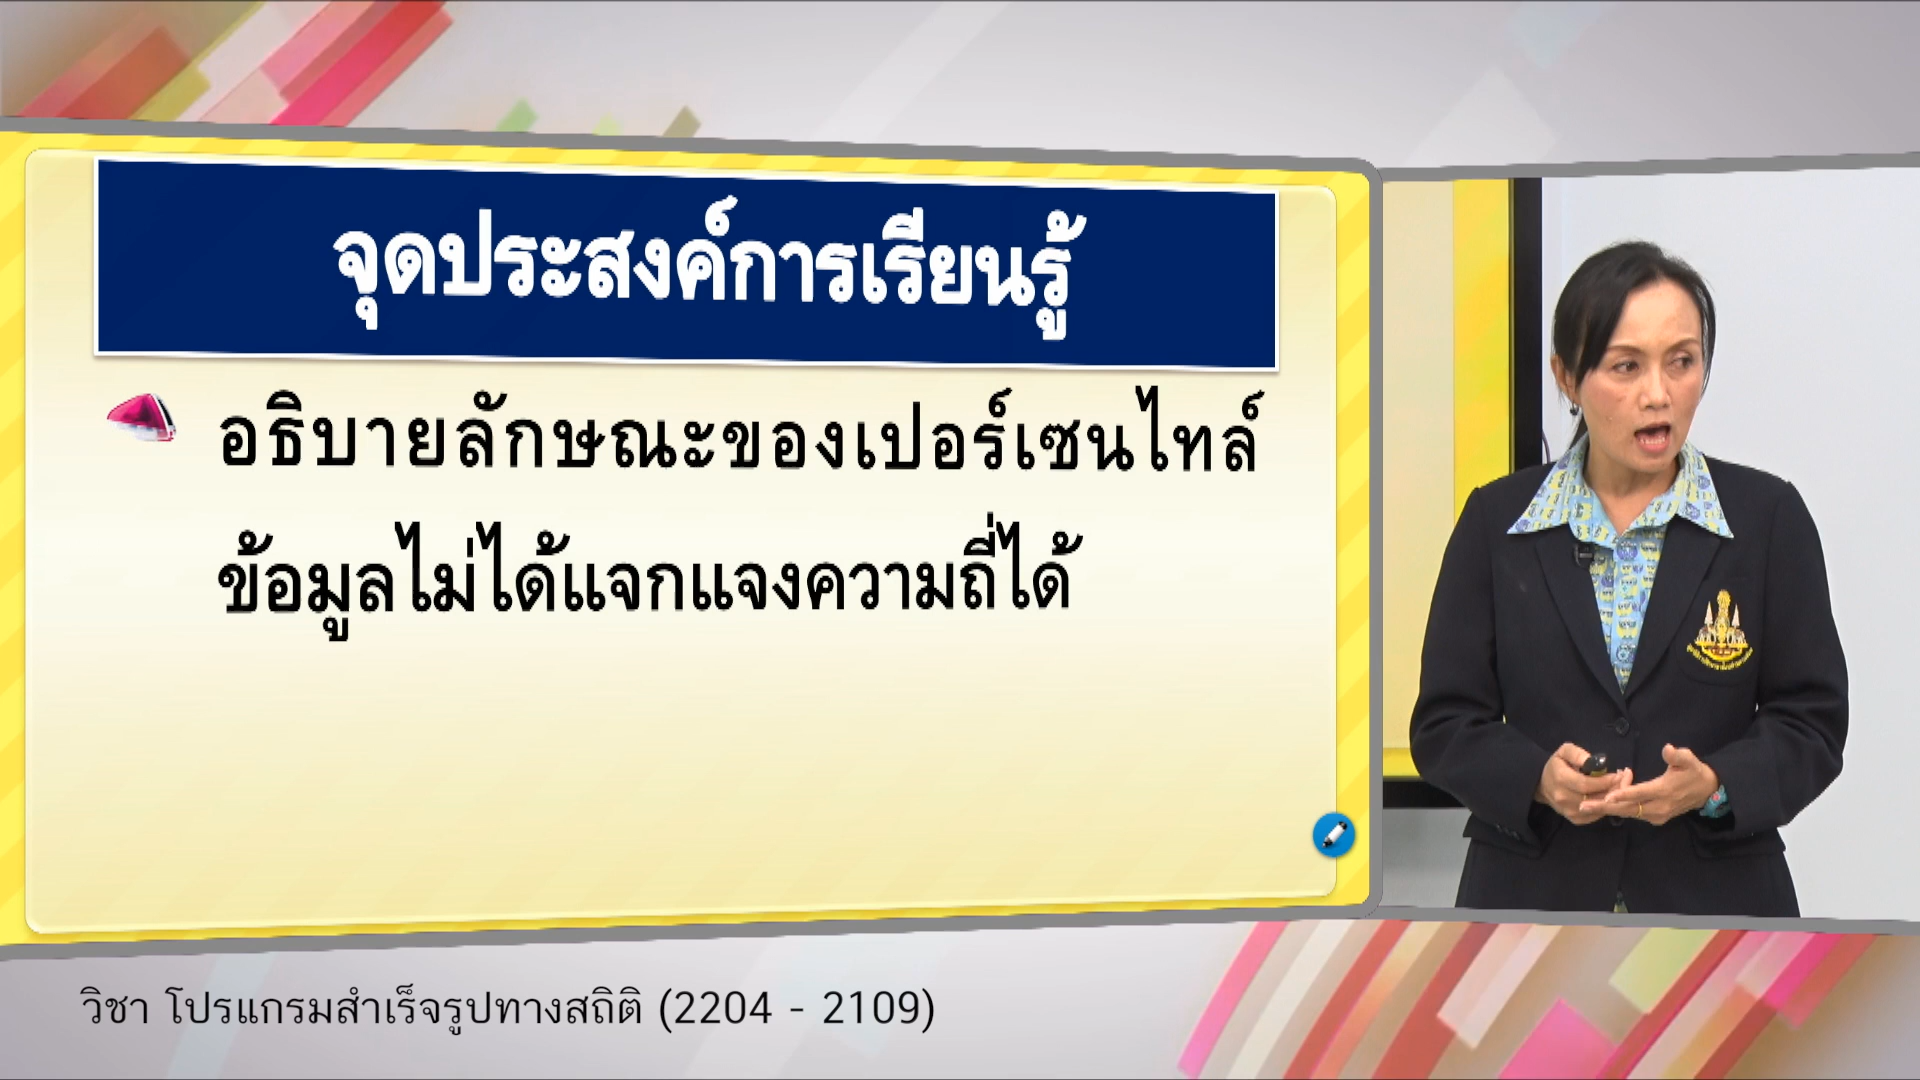 จุดประสงค์การเรียนรู้
อธิบายลักษณะของเปอร์เซนไทล์
ข้อมูลไม่ได้แจกแจงความถี่ได้
วิชา โปรแกรมสำเร็จรูปทางสถิติ (2204 - 2109)